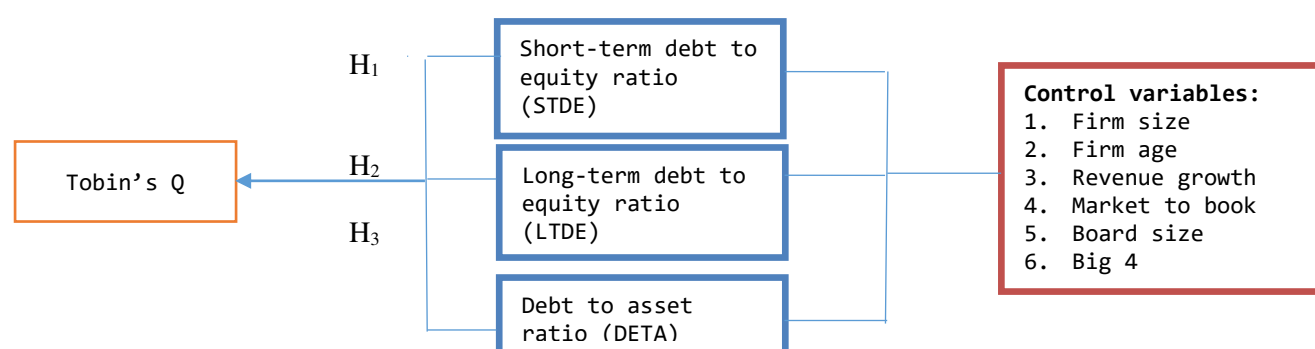 H₁
H₂
H₃
Tobin’s Q
Short-term debt to
equity ratio
(STDE)
Long-term debt to
equity ratio
(LTDE)
Debt to asset
ratio (DETA)
Control variables:
1. Firm size
2. Firm age
3. Revenue growth
4. Market to book
5. Board size
6. Big 4